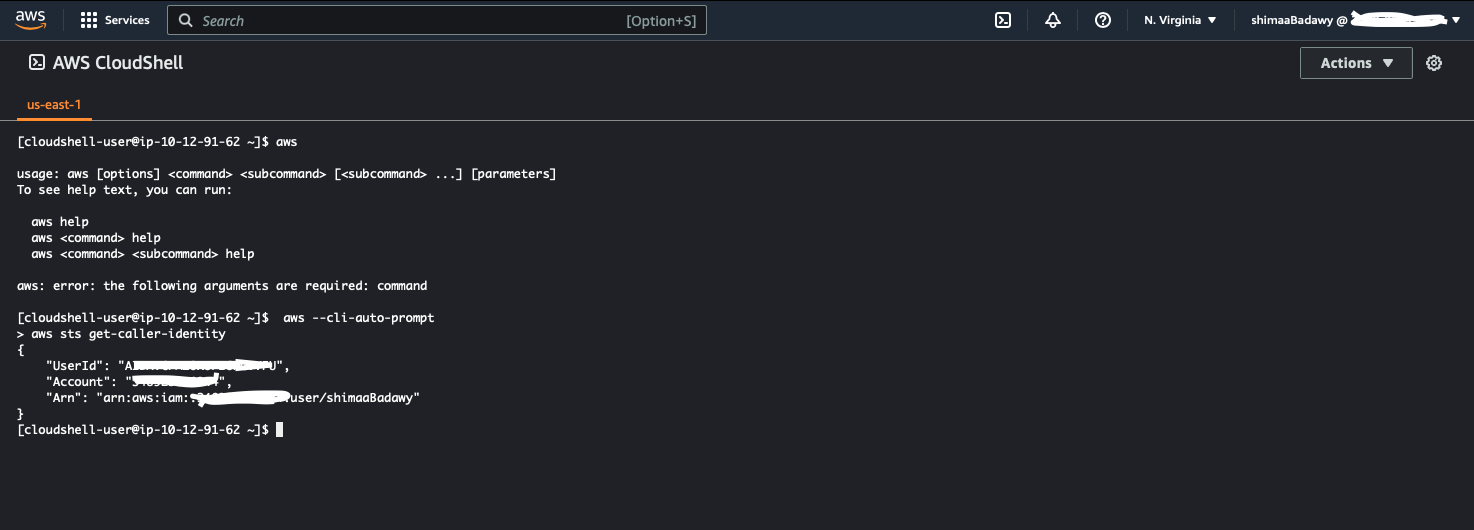 aws
Services
Search
[Option+S]
N. Virginia
shimaaBadawy @
AWS CloudShell
Actions
us-east-1
[cloudshell-user@ip-10-12-91-62 ~]$ aws
usage: aws [options] <command> <subcommand> [<subcommand> ...] [parameters]
To see help text, you can run:
aws help
aws <command> help
aws <command> <subcommand> help
aws: error: the following arguments are required: command
[cloudshell-user@ip-10-12-91-62 ~]$  aws --cli-auto-prompt
> aws sts get-caller-identity
{
"UserId": "
"Account": "
"Arn": "arn:aws:iam: user/shimaaBadawy"
}
[cloudshell-user@ip-10-12-91-62 ~]$